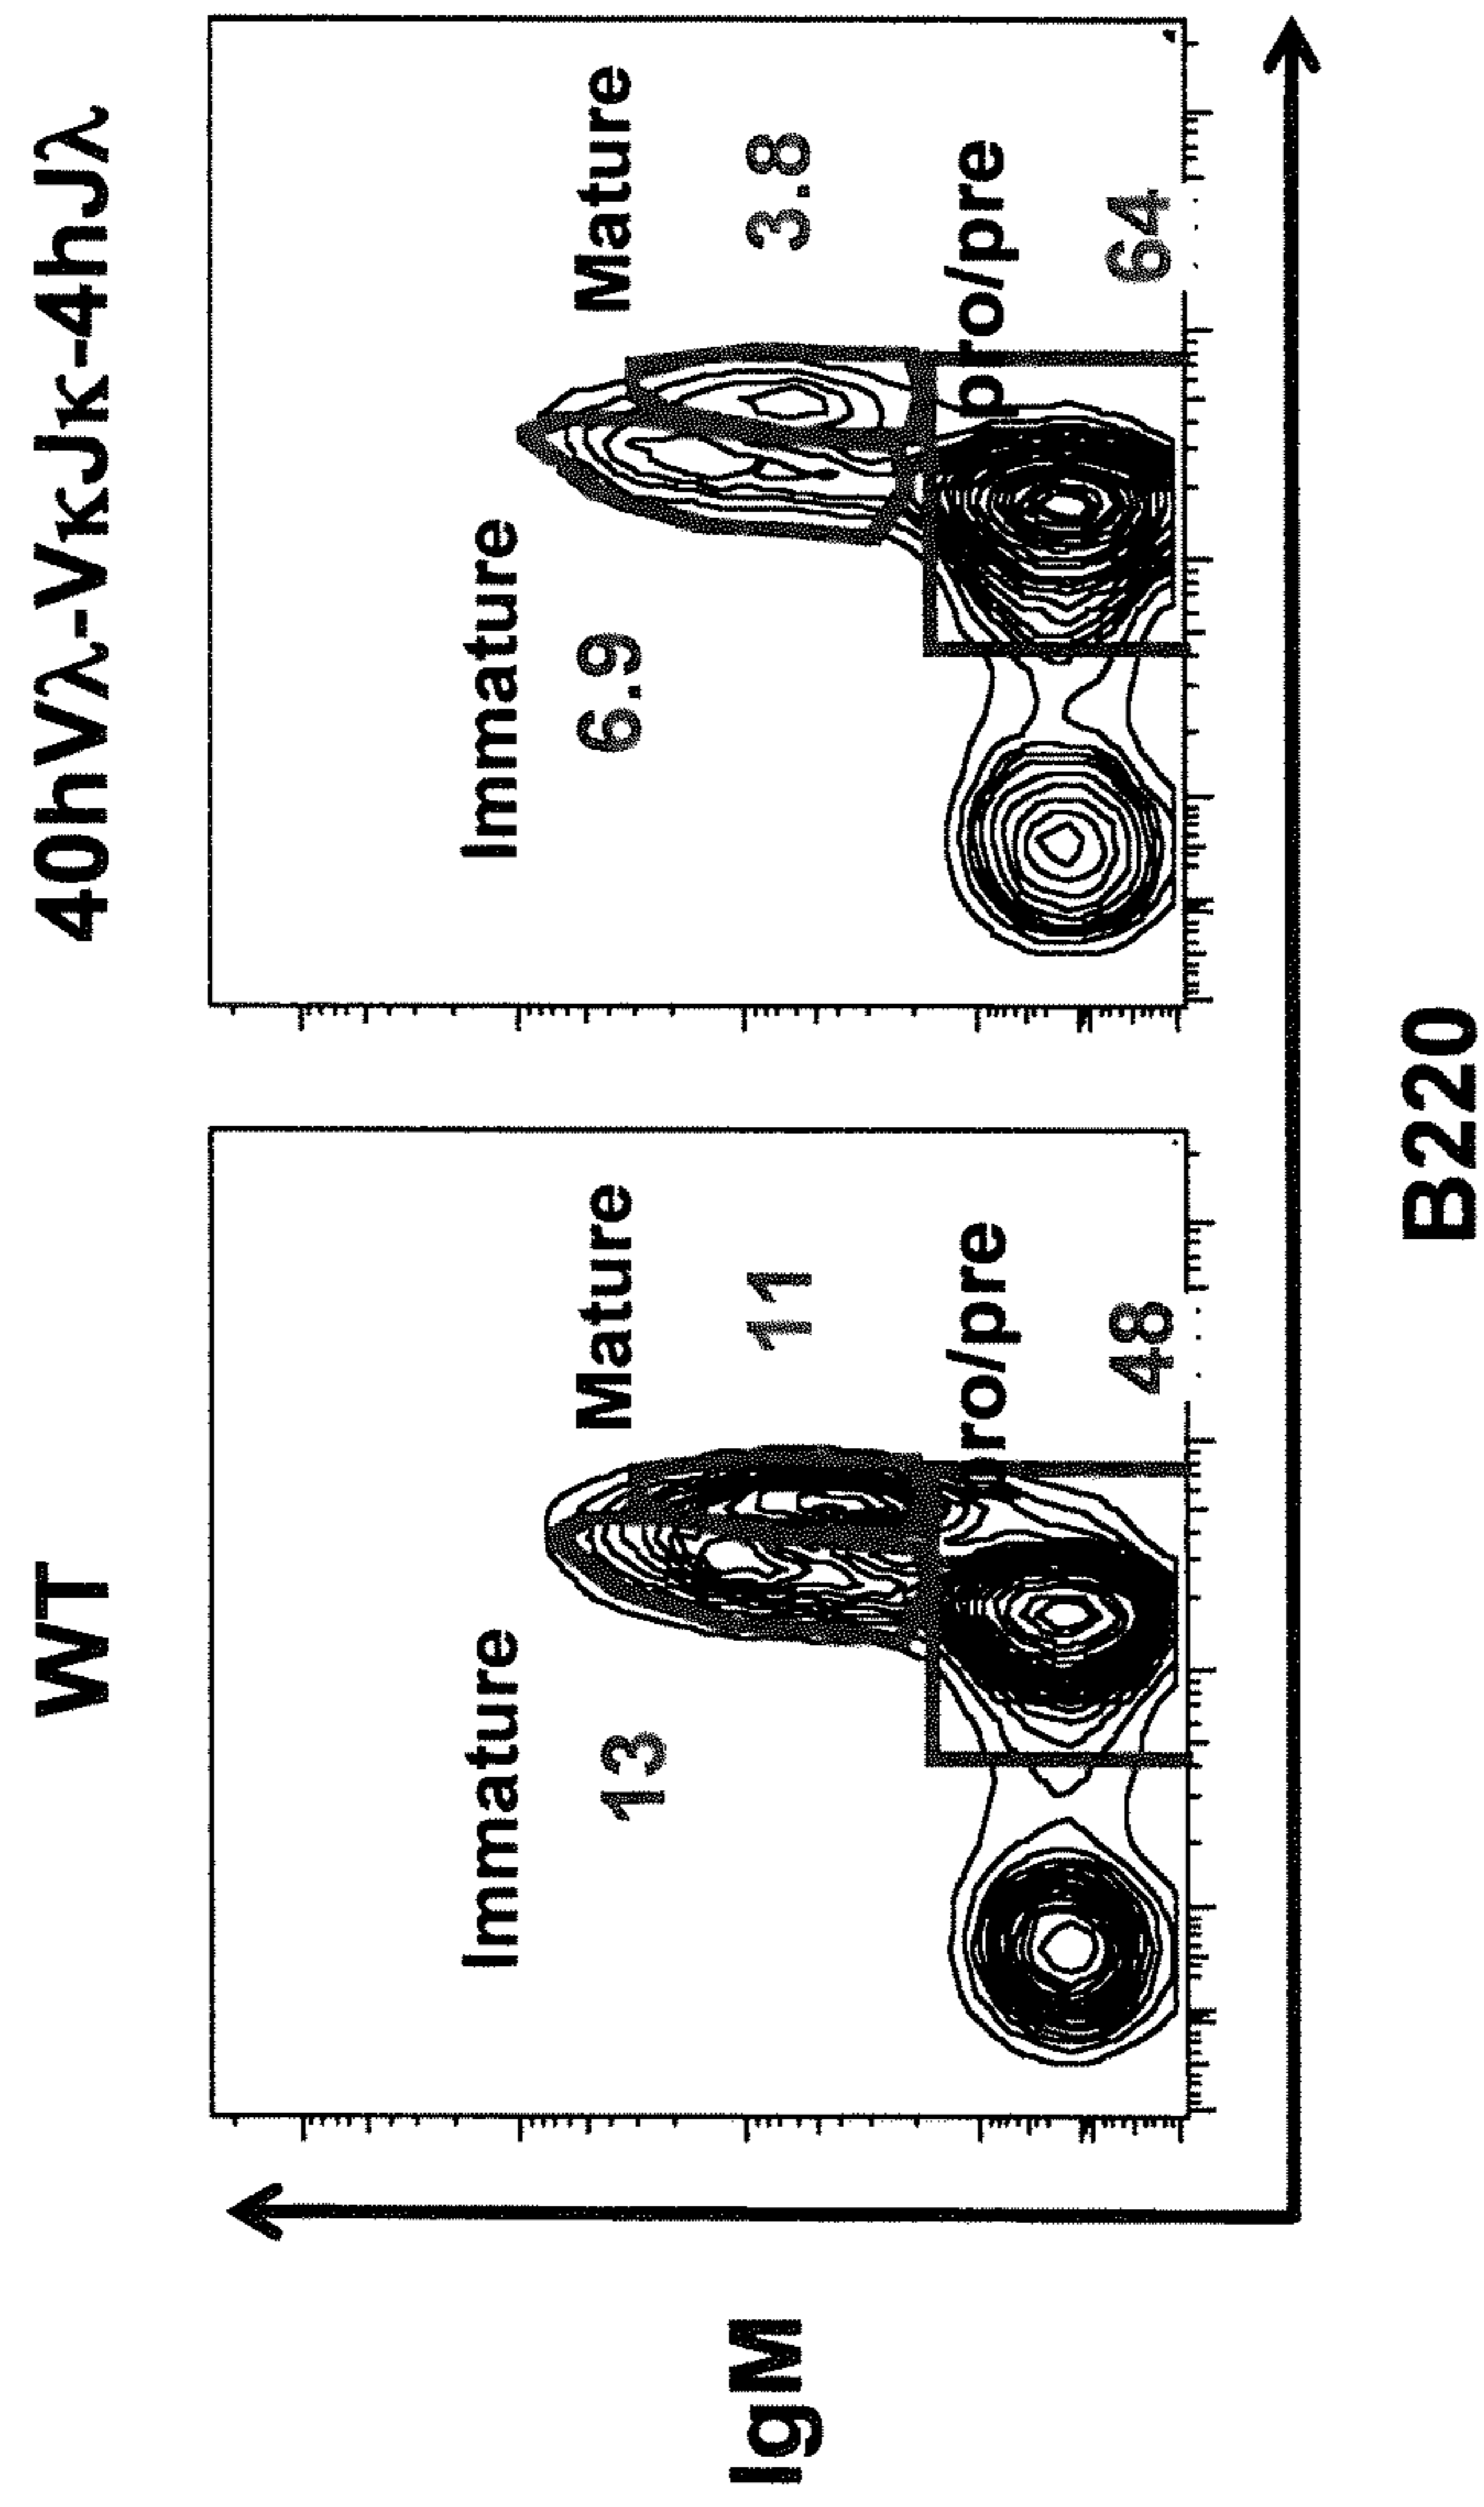 WT
40hVλ-VκJκ-4hJλ
IgM
Immature
13
Mature
11
pro/pre
48
Immature
6.9
Mature
3.8
pro/pre
64
B220